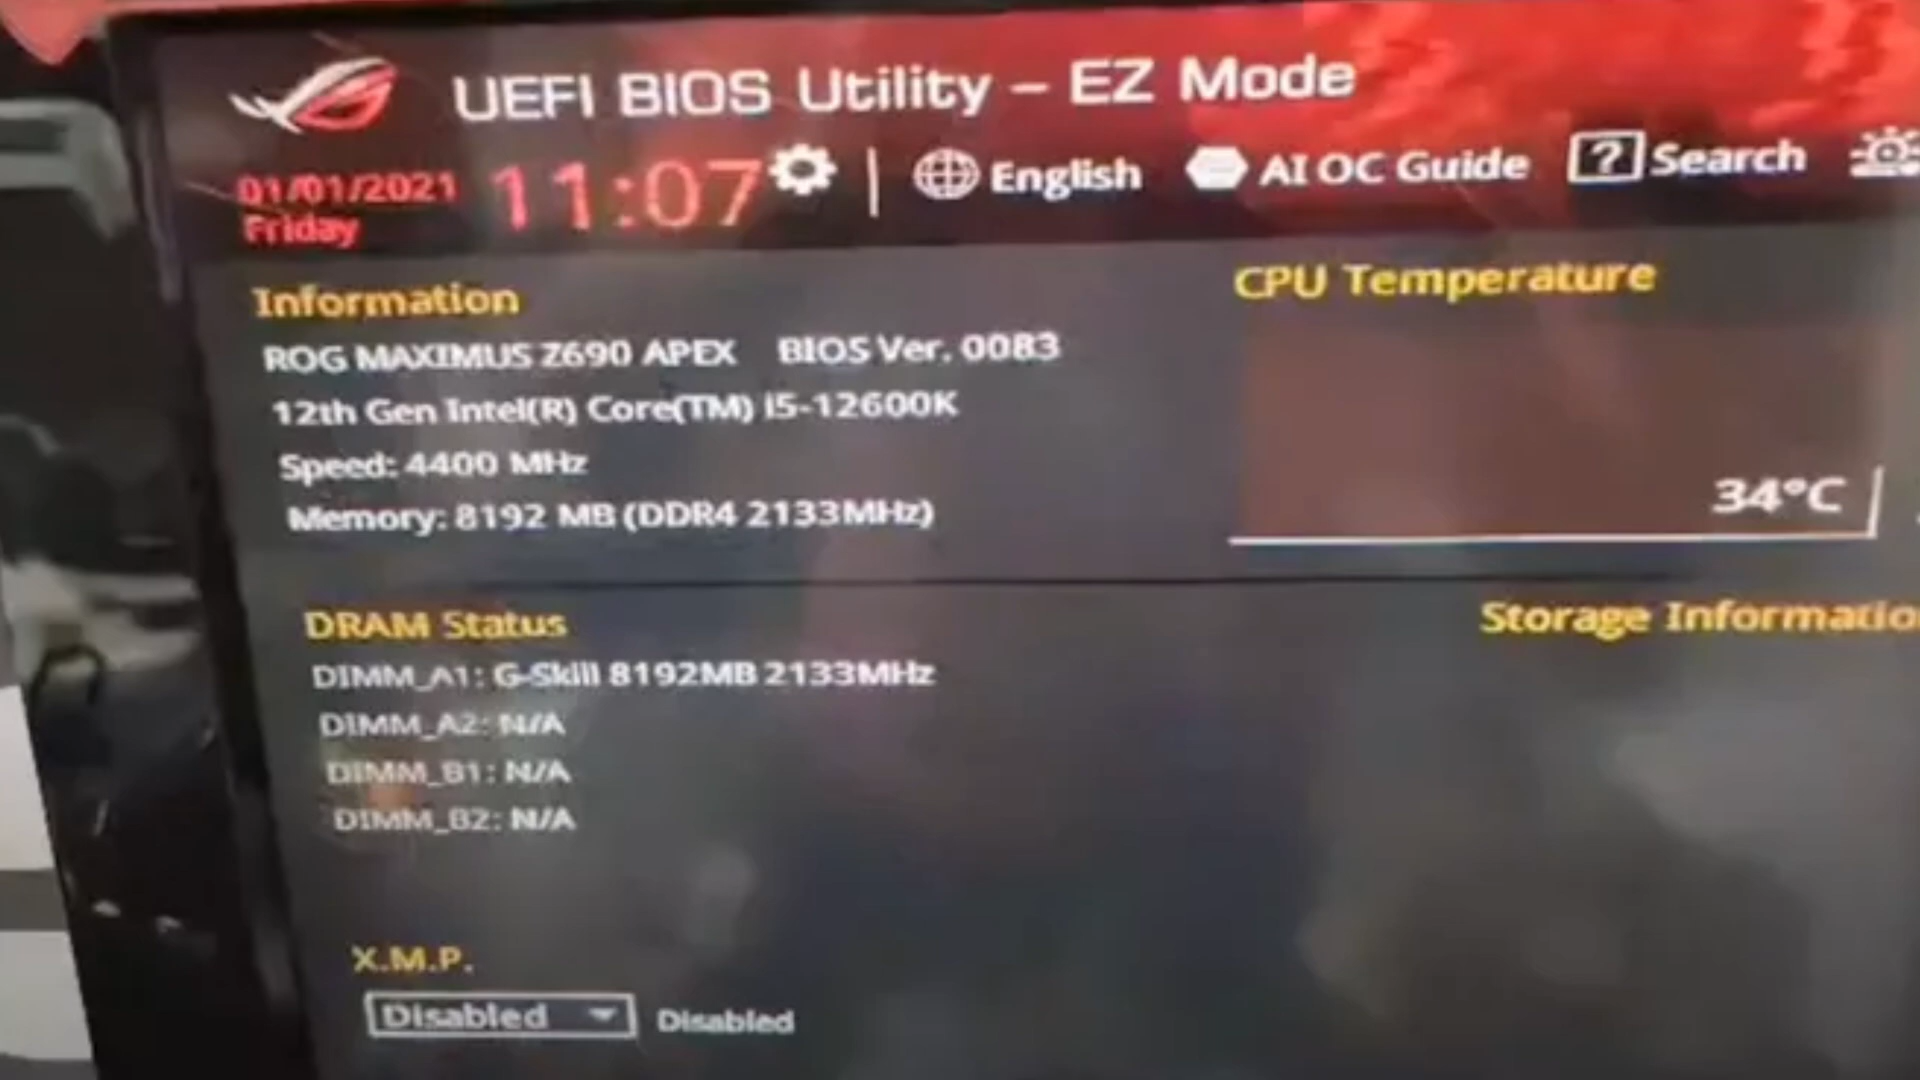 UEFI BIOS Utility – EZ Mode
01/01/2021
Friday
11:07
English
AI OC Guide
? Search
Information
ROG MAXIMUS Z690 APEX BIOS Ver. 0083
12th Gen Intel(R) Core(TM) i5-12600K
Speed: 4400 MHz
Memory: 8192 MB (DDR4 2133MHz)
CPU Temperature
34°C
DRAM Status
DIMM_A1: G-Skill 8192MB 2133MHz
DIMM_A2: N/A
DIMM_B1: N/A
DIMM_B2: N/A
Storage Informatio
X.M.P.
Disabled Disabled